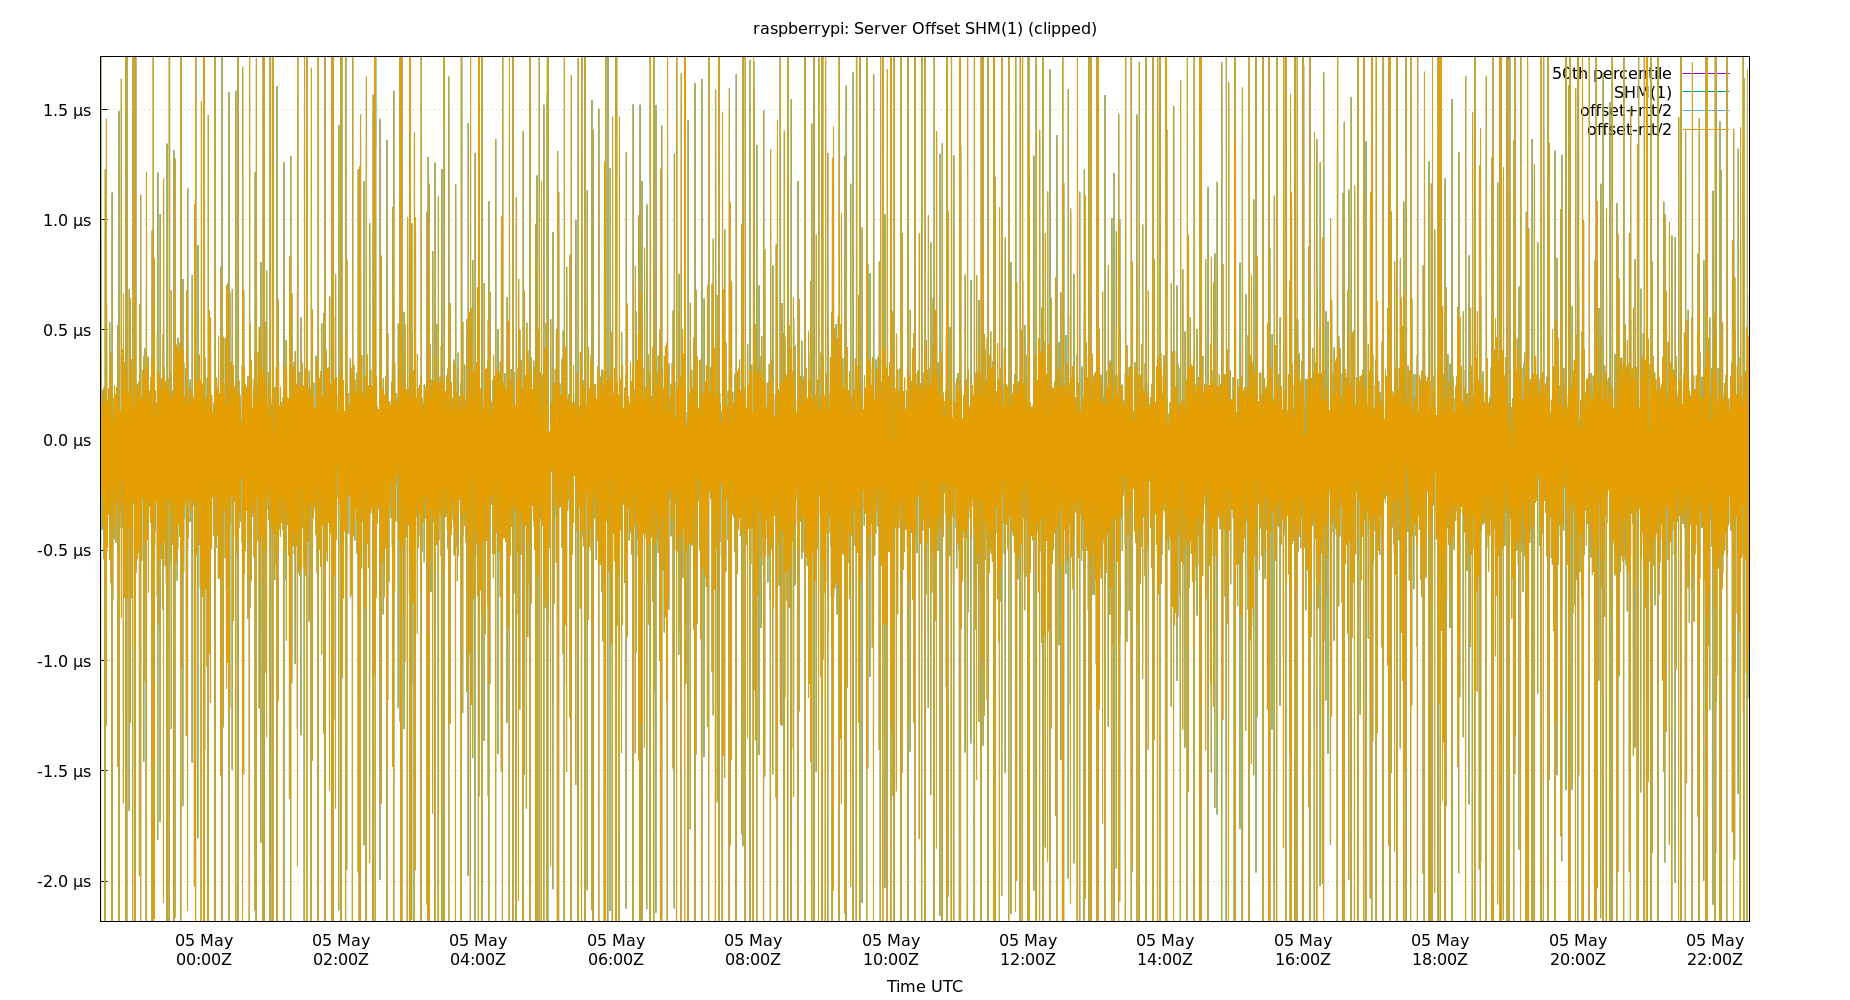 raspberrypi: Server Offset SHM(1) (clipped)
50th percentile
SHM(1)
offset+rtt/2
offset-rtt/2
1.5 µs
1.0 µs
0.5 µs
0.0 µs
-0.5 µs
-1.0 µs
-1.5 µs
-2.0 µs
05 May 05 May 05 May 05 May 05 May 05 May 05 May 05 May 05 May 05 May 05 May 05 May
00:00Z 02:00Z 04:00Z 06:00Z 08:00Z 10:00Z 12:00Z 14:00Z 16:00Z 18:00Z 20:00Z 22:00Z
Time UTC